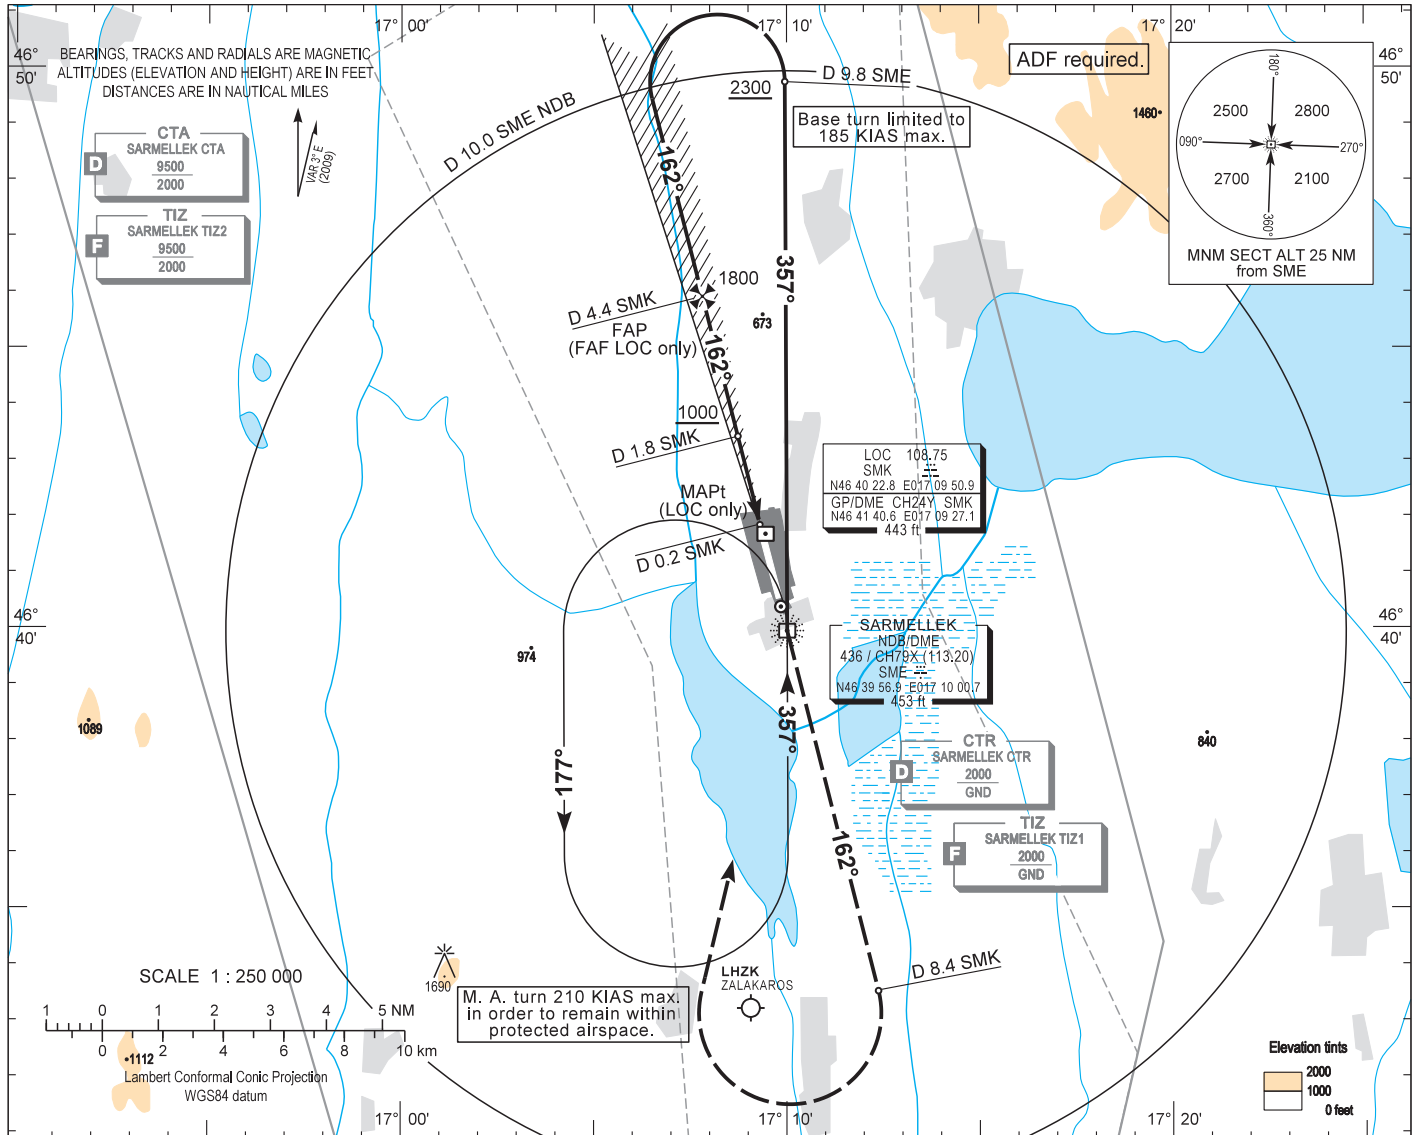 17° 00'
17° 10'
17° 20'
46°
50'
46°
50'
BEARINGS, TRACKS AND RADIALS ARE MAGNETIC
ALTITUDES (ELEVATION AND HEIGHT) ARE IN FEET
DISTANCES ARE IN NAUTICAL MILES
CTA
SARMELLEK CTA
D
9500
2000
TIZ
SARMELLEK TIZ2
F
9500
2000
VAR 3° E
(2009)
D 10.0 SME NDB
2300
D 9.8 SME
Base turn limited to
185 KIAS max.
ADF required.
1460
180°
2500
2800
090°
270°
2700
2100
360°
MNM SECT ALT 25 NM
from SME
162°
357°
1800
D 4.4 SMK
FAP
(FAF LOC only)
673
162°
1000
D 1.8 SMK
MAPt
(LOC only)
D 0.2 SMK
LOC 108.75
SMK
N46 40 22.8 E017 09 50.9
GP/DME CH24Y SMK
N46 41 40.6 E017 09 27.1
443 ft
46°
40'
46°
40'
SARMELLEK
NDB/DME
436 / CH79X (113.20)
SME
N46 39 56.9 E017 10 00.7
453 ft
974
1089
840
357°
177°
CTR
SARMELLEK CTR
D
2000
GND
TIZ
SARMELLEK TIZ1
F
2000
GND
162°
D 8.4 SMK
LHZK
ZALAKAROS
1690
M. A. turn 210 KIAS max.
in order to remain within
protected airspace.
SCALE 1 : 250 000
1 0 1 2 3 4 5 NM
0 2 4 6 8 10 km
1112
Lambert Conformal Conic Projection
WGS84 datum
Elevation tints
2000
1000
0 feet
17° 00'
17° 10'
17° 20'